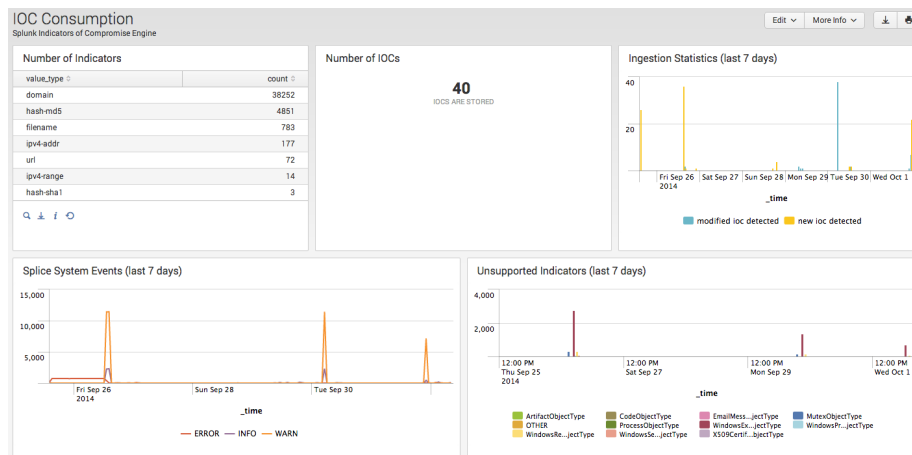 IOC Consumption
Splunk Indicators of Compromise Engine
Edit
More Info
Number of Indicators
value_type count
domain 38252
hash-md5 4851
filename 783
ipv4-addr 177
url 72
ipv4-range 14
hash-sha1 3
Number of IOCs
40
IOCS ARE STORED
Ingestion Statistics (last 7 days)
40
20
Fri Sep 26 Sat Sep 27 Sun Sep 28 Mon Sep 29 Tue Sep 30 Wed Oct 1
2014
_time
modified ioc detected new ioc detected
Splice System Events (last 7 days)
15,000
10,000
5,000
Fri Sep 26 Sun Sep 28 Tue Sep 30
2014
_time
ERROR INFO WARN
Unsupported Indicators (last 7 days)
4,000
2,000
12:00 PM 12:00 PM 12:00 PM 12:00 PM
Thu Sep 25 Sat Sep 27 Mon Sep 29 Wed Oct 1
2014
_time
ArtifactObjectType CodeObjectType EmailMess...jectType MutexObjectType
OTHER ProcessObjectType WindowsEx...jectType WindowsPr...jectType
WindowsRe...jectType WindowsSe...jectType X509Certif...bjectType